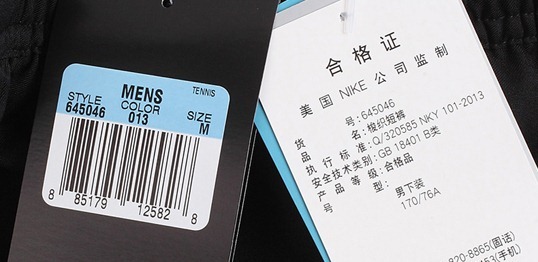 TENNIS
MENS
STYLE COLOR SIZE
645046 013 M
8 85179 12582 8
合格证
美国 NIKE 公司监制
货号:645046
品名:梭织短裤
执行标准:Q/320585 NKY 101-2013
安全技术类别:GB 18401 B类
产品等级:合格品
号型:男下装
170/76A
820-8865(固话)
453(手机)